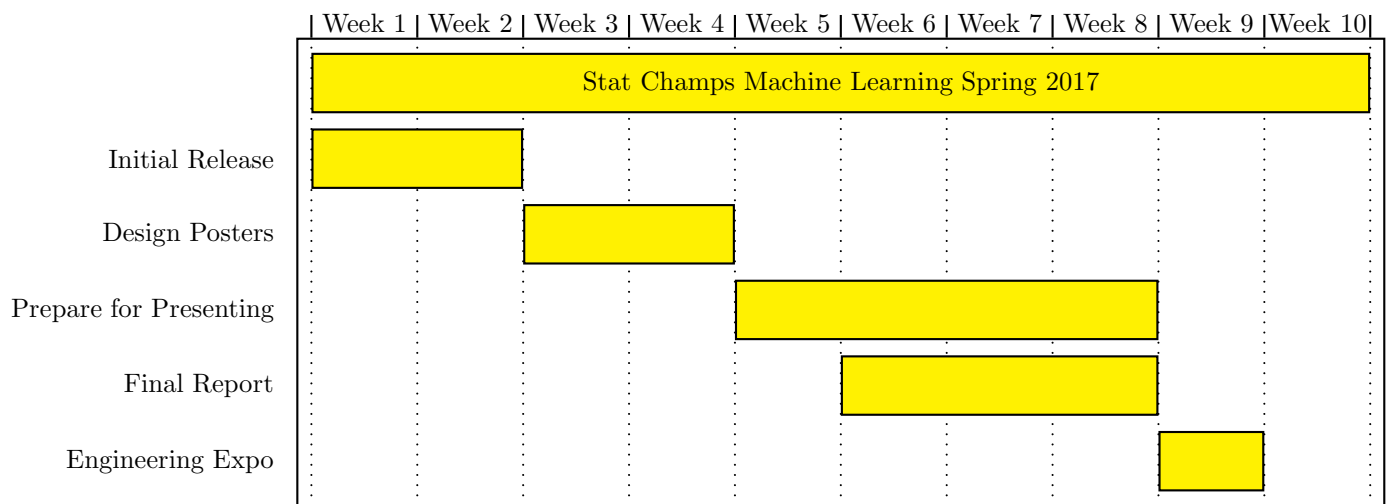 Week 1 Week 2 Week 3 Week 4 Week 5 Week 6 Week 7 Week 8 Week 9 Week 10
Stat Champs Machine Learning Spring 2017
Initial Release
Design Posters
Prepare for Presenting
Final Report
Engineering Expo